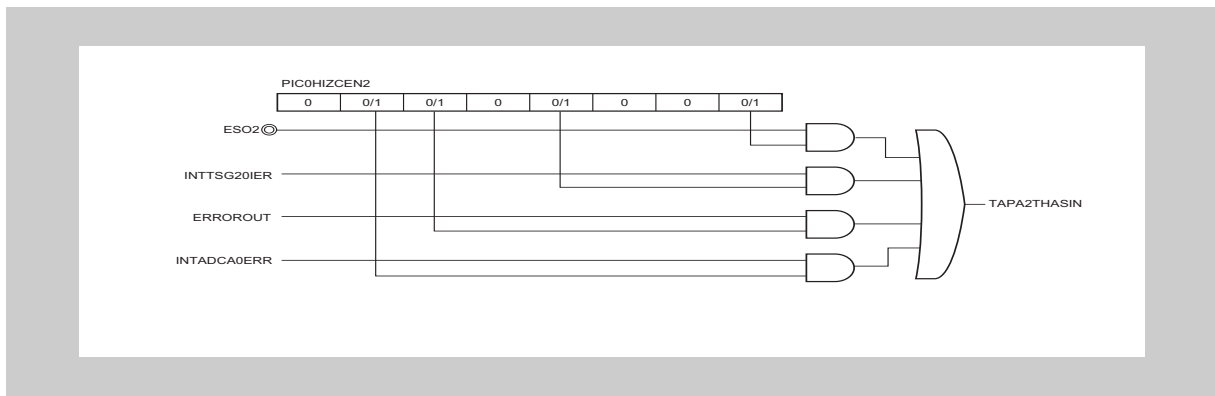 PIC0HIZCEN2
0 0/1 0/1 0 0/1 0 0 0/1
ESO2
INTTSG20IER
ERROROUT
TAPA2THASIN
INTADCA0ERR